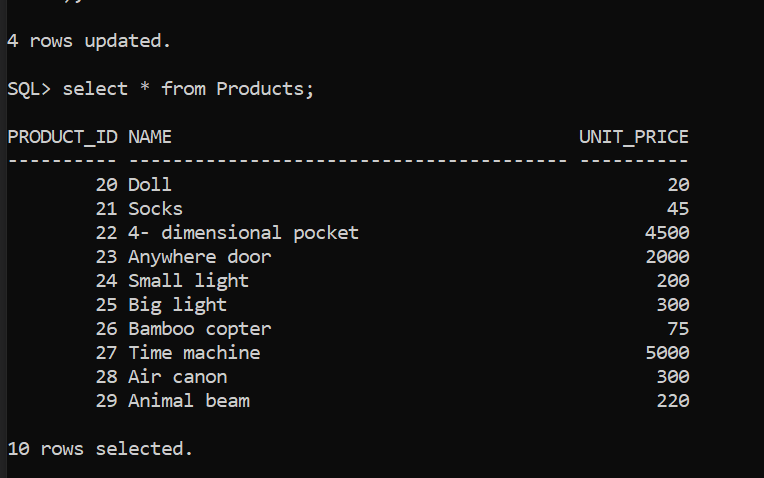 4 rows updated.
SQL> select * from Products;
PRODUCT_ID NAME                                     UNIT_PRICE
---------- ---------------------------------------- ----------
        20 Doll                                             20
        21 Socks                                            45
        22 4- dimensional pocket                          4500
        23 Anywhere door                                  2000
        24 Small light                                     200
        25 Big light                                       300
        26 Bamboo copter                                    75
        27 Time machine                                   5000
        28 Air canon                                       300
        29 Animal beam                                     220
10 rows selected.